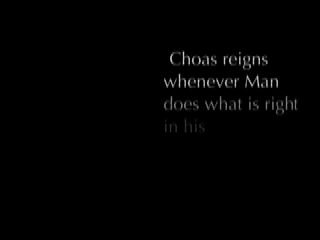 Choas reigns
whenever Man
does what is right
in his